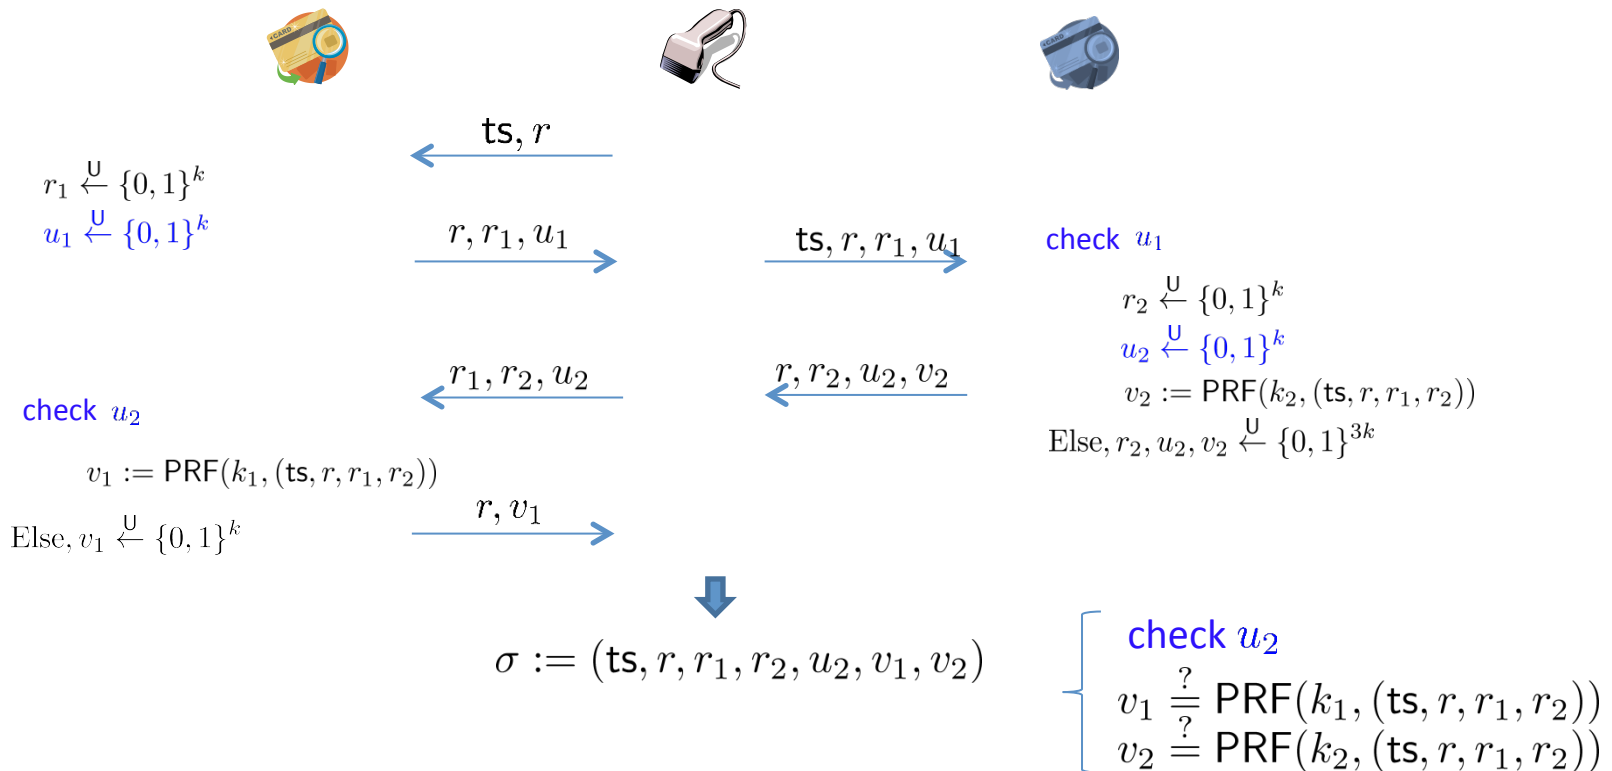 CARD
CARD
ts, r
r₁ ←ᵁ {0, 1}ᵏ
u₁ ←ᵁ {0, 1}ᵏ
r, r₁, u₁
ts, r, r₁, u₁
check u₁
r₂ ←ᵁ {0, 1}ᵏ
u₂ ←ᵁ {0, 1}ᵏ
r, r₂, u₂, v₂
v₂ := PRF(k₂, (ts, r, r₁, r₂))
Else, r₂, u₂, v₂ ←ᵁ {0, 1}³ᵏ
r₁, r₂, u₂
check u₂
v₁ := PRF(k₁, (ts, r, r₁, r₂))
Else, v₁ ←ᵁ {0, 1}ᵏ
r, v₁
σ := (ts, r, r₁, r₂, u₂, v₁, v₂)
check u₂
v₁ ≟ PRF(k₁, (ts, r, r₁, r₂))
v₂ ≟ PRF(k₂, (ts, r, r₁, r₂))